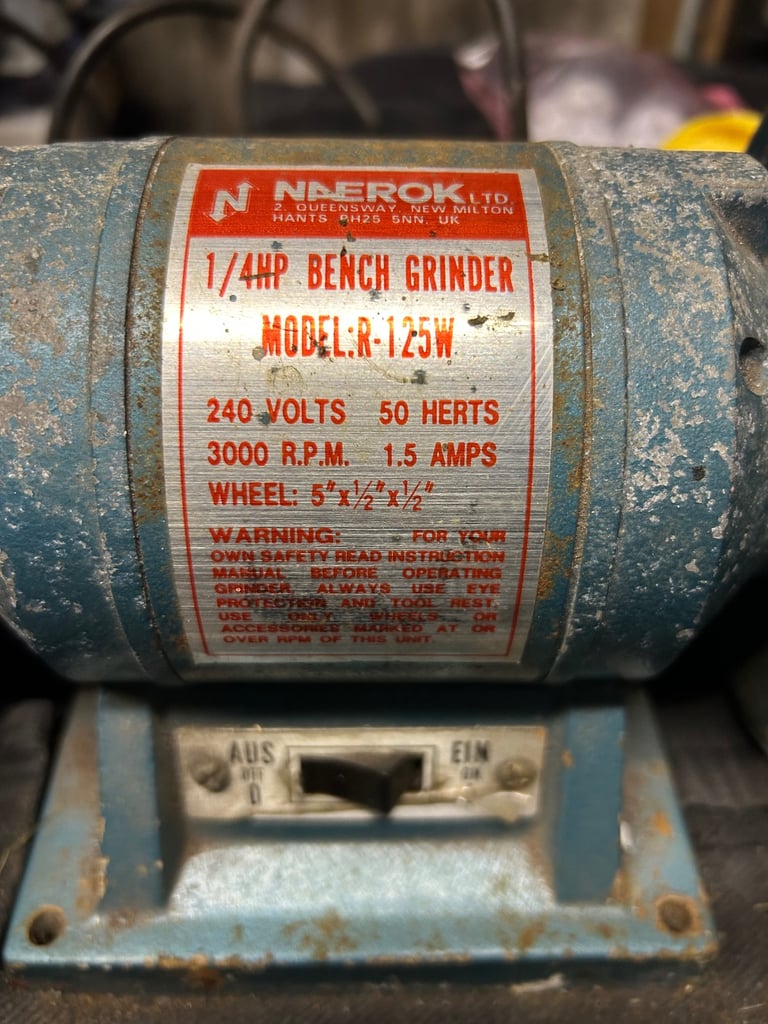 N NAEROK LTD.
2, QUEENSWAY, NEW MILTON
HANTS BH25 5NN, UK
1/4HP BENCH GRINDER
MODEL:R-125W
240 VOLTS 50 HERTS
3000 R.P.M. 1.5 AMPS
WHEEL: 5"x½"x½"
WARNING: FOR YOUR
OWN SAFETY READ INSTRUCTION
MANUAL BEFORE OPERATING
GRINDER, ALWAYS USE EYE
PROTECTION AND TOOL REST.
USE ONLY WHEELS OR
ACCESSORIES MARKED AT OR
OVER RPM OF THIS UNIT.
AUS EIN
OFF ON
0